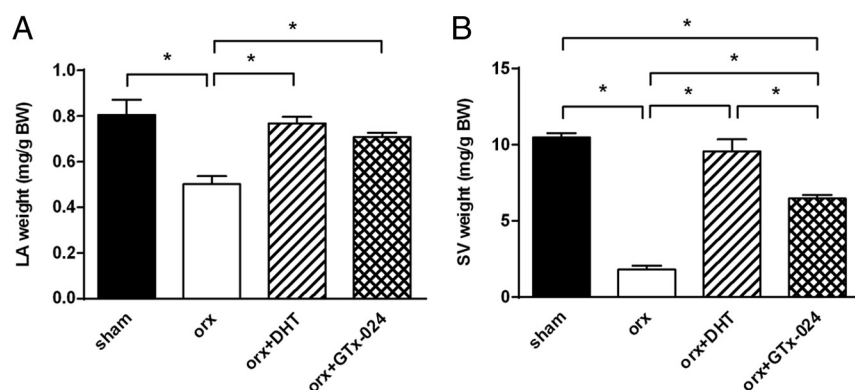 A
*
*
*
LA weight (mg/g BW)
1.0
0.8
0.6
0.4
0.2
0.0
sham
orx
orx+DHT
orx+GTx-024
B
*
*
*
*
*
SV weight (mg/g BW)
15
10
5
0
sham
orx
orx+DHT
orx+GTx-024